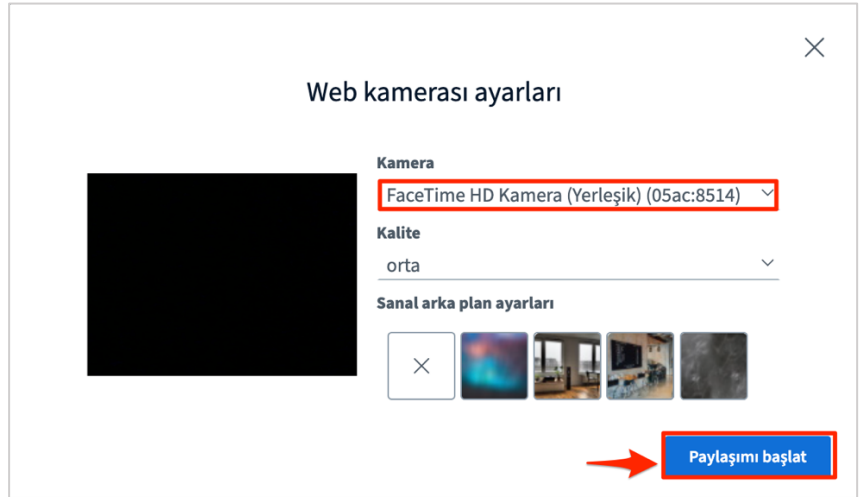 Web kamerası ayarları
Kamera
FaceTime HD Kamera (Yerleşik) (05ac:8514)
Kalite
orta
Sanal arka plan ayarları
Paylaşımı başlat